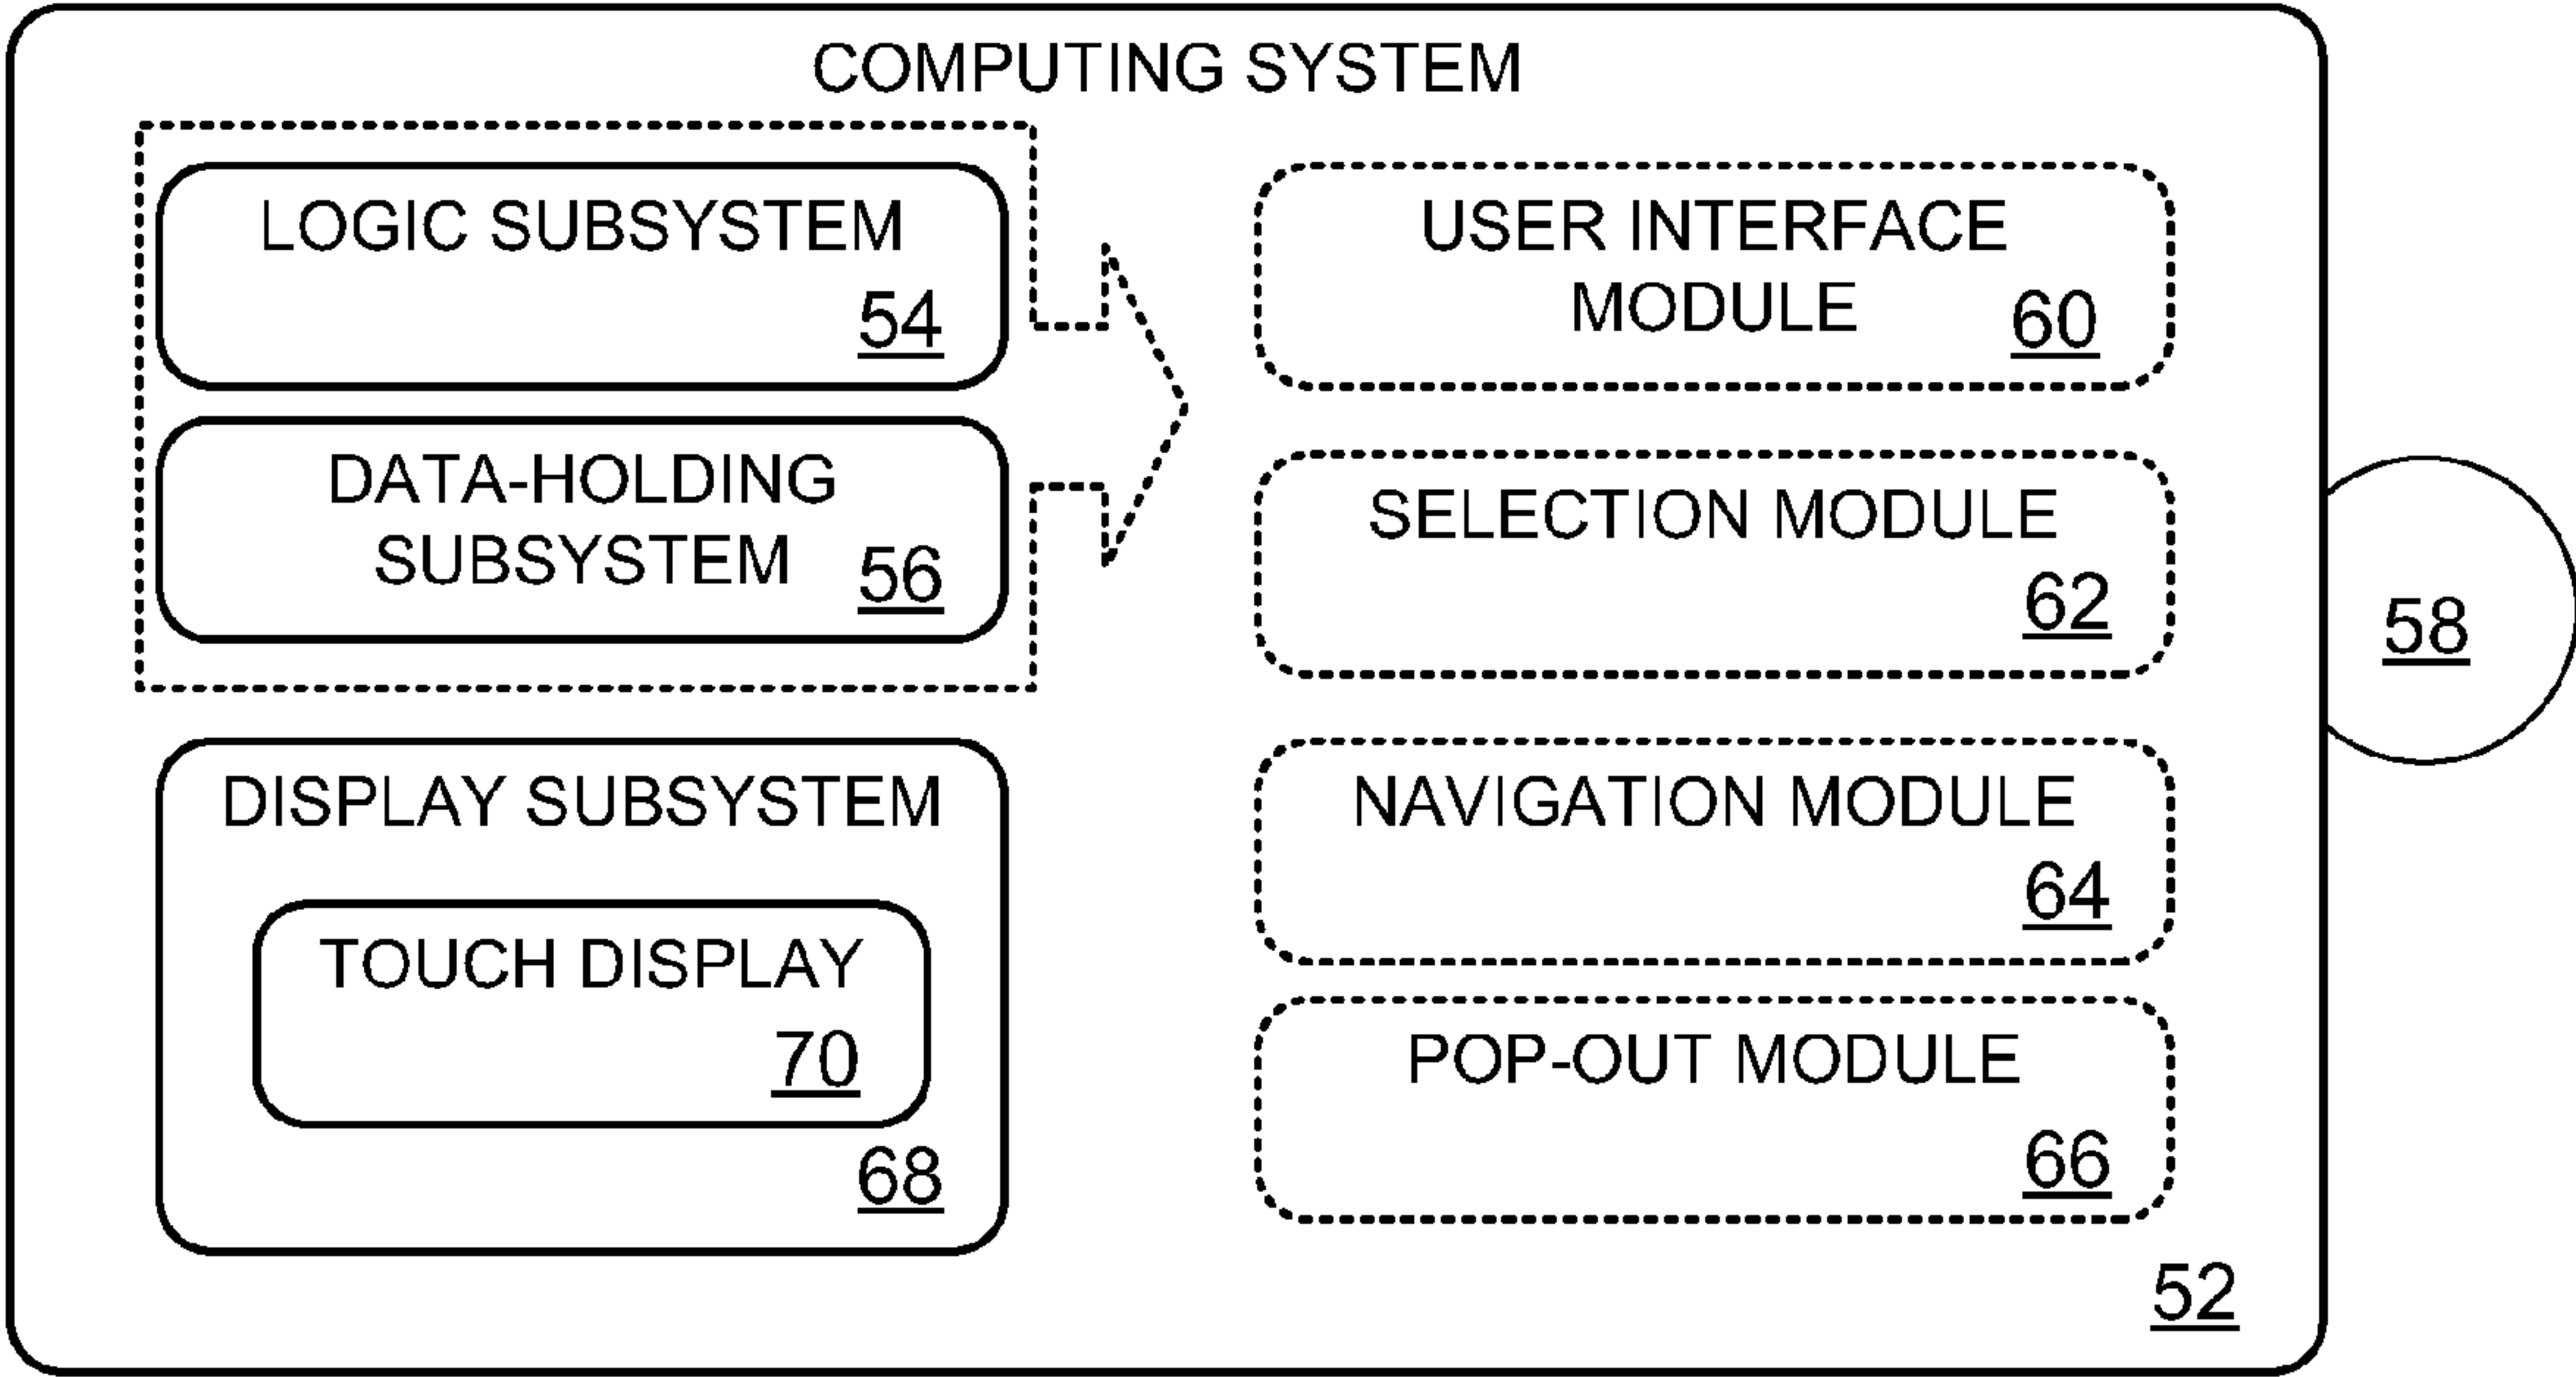 COMPUTING SYSTEM
LOGIC SUBSYSTEM
54
DATA-HOLDING
SUBSYSTEM
56
DISPLAY SUBSYSTEM
TOUCH DISPLAY
70
68
USER INTERFACE
MODULE
60
SELECTION MODULE
62
NAVIGATION MODULE
64
POP-OUT MODULE
66
52
58